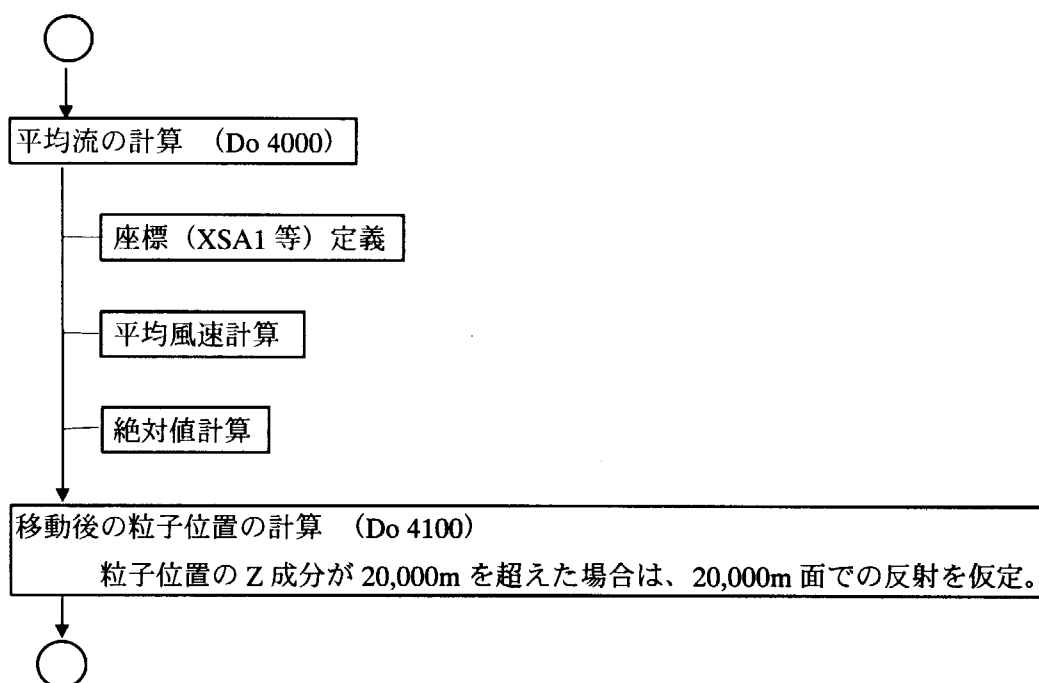 平均流の計算　（Do 4000）
座標（XSA1 等）定義
平均風速計算
絶対値計算
移動後の粒子位置の計算　（Do 4100）
粒子位置の Z 成分が 20,000m を超えた場合は、20,000m 面での反射を仮定。